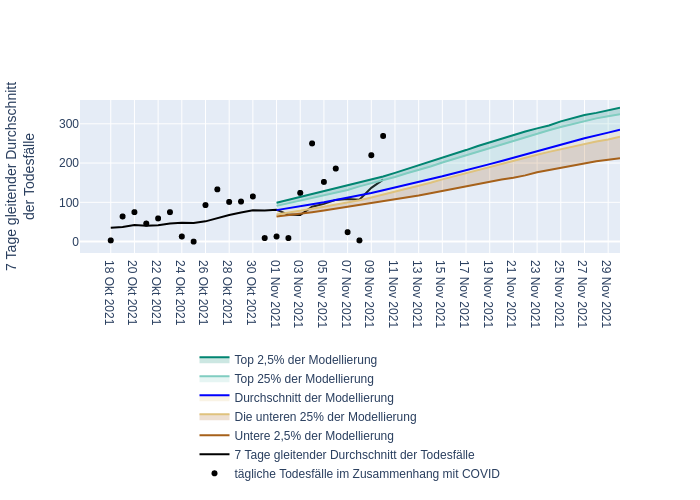 7 Tage gleitender Durchschnitt
der Todesfälle
300
200
100
0
18 Okt 2021
20 Okt 2021
22 Okt 2021
24 Okt 2021
26 Okt 2021
28 Okt 2021
30 Okt 2021
01 Nov 2021
03 Nov 2021
05 Nov 2021
07 Nov 2021
09 Nov 2021
11 Nov 2021
13 Nov 2021
15 Nov 2021
17 Nov 2021
19 Nov 2021
21 Nov 2021
23 Nov 2021
25 Nov 2021
27 Nov 2021
29 Nov 2021
Top 2,5% der Modellierung
Top 25% der Modellierung
Durchschnitt der Modellierung
Die unteren 25% der Modellierung
Untere 2,5% der Modellierung
7 Tage gleitender Durchschnitt der Todesfälle
tägliche Todesfälle im Zusammenhang mit COVID